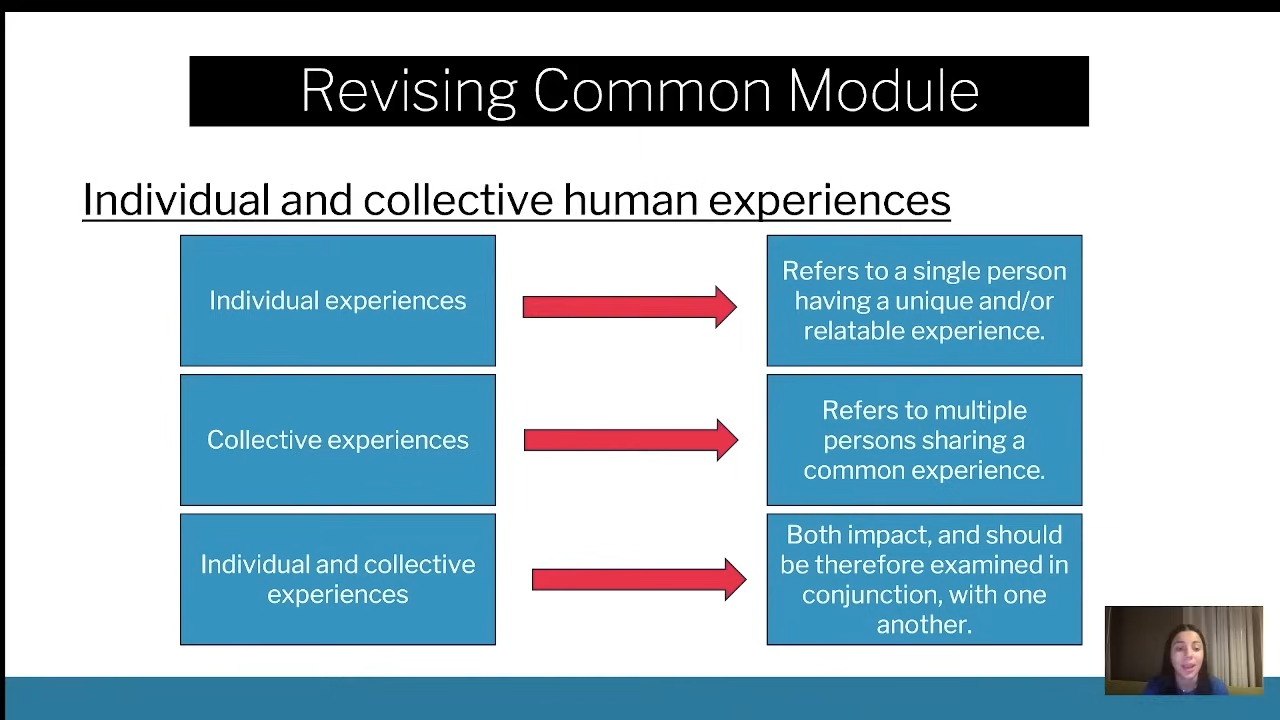 Revising Common Module
Individual and collective human experiences
Individual experiences
Refers to a single person
having a unique and/or
relatable experience.
Collective experiences
Refers to multiple
persons sharing a
common experience.
Individual and collective
experiences
Both impact, and should
be therefore examined in
conjunction, with one
another.